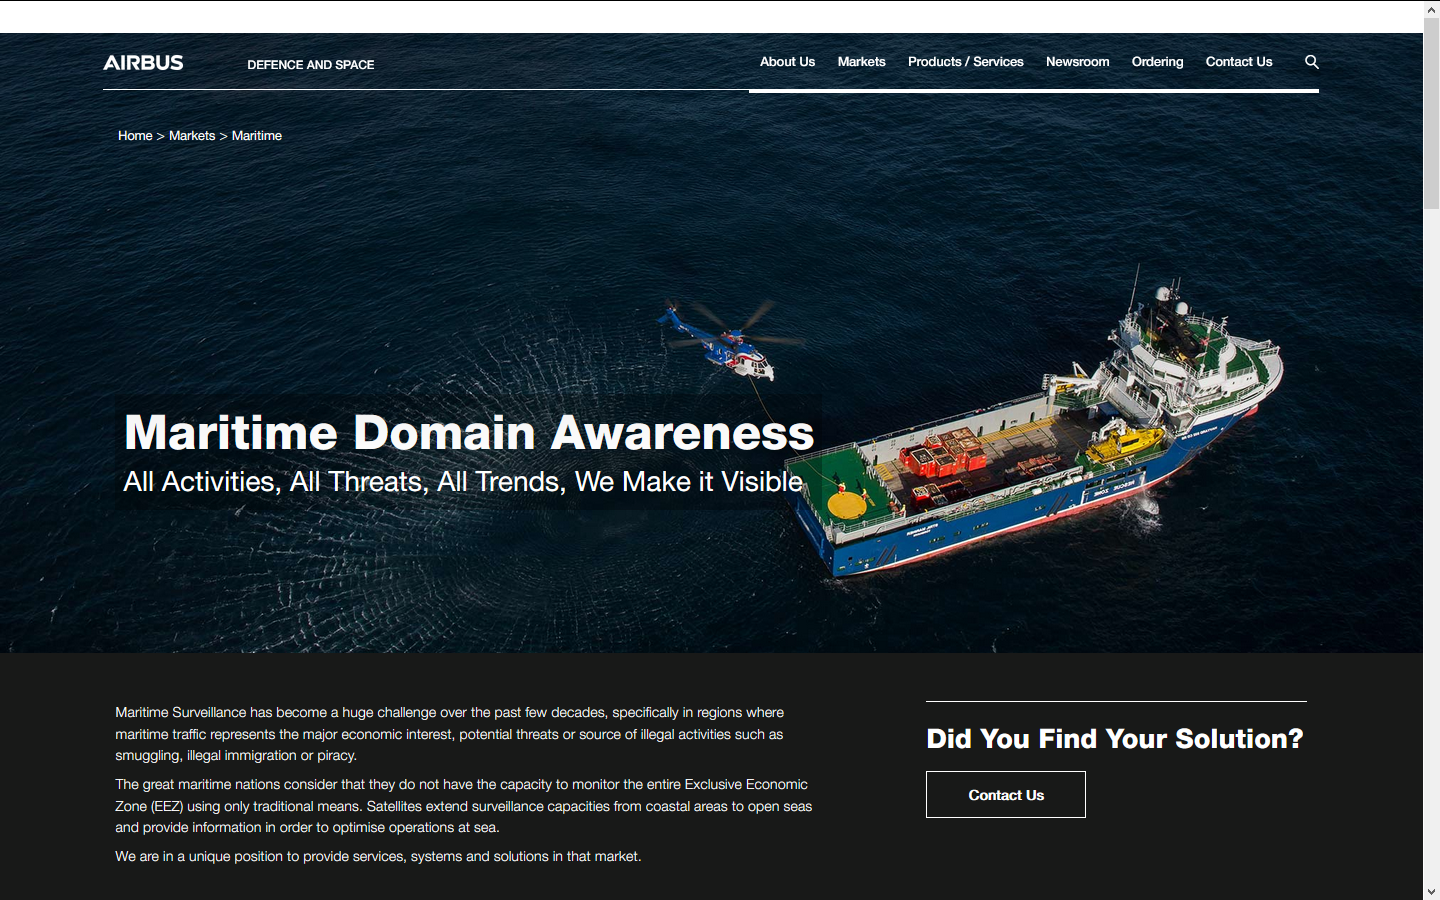 AIRBUS
DEFENCE AND SPACE
About Us
Markets
Products / Services
Newsroom
Ordering
Contact Us
Home > Markets > Maritime
Maritime Domain Awareness
All Activities, All Threats, All Trends, We Make it Visible
Maritime Surveillance has become a huge challenge over the past few decades, specifically in regions where
maritime traffic represents the major economic interest, potential threats or source of illegal activities such as
smuggling, illegal immigration or piracy.
The great maritime nations consider that they do not have the capacity to monitor the entire Exclusive Economic
Zone (EEZ) using only traditional means. Satellites extend surveillance capacities from coastal areas to open seas
and provide information in order to optimise operations at sea.
We are in a unique position to provide services, systems and solutions in that market.
Did You Find Your Solution?
Contact Us